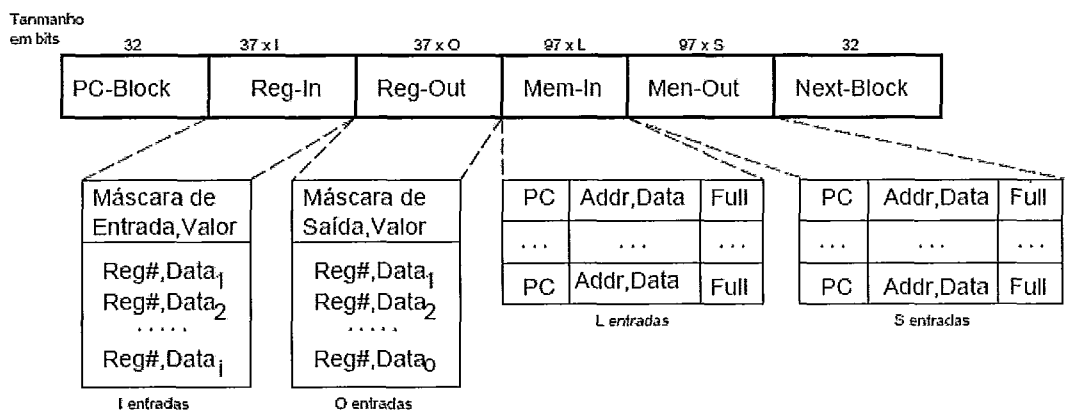 Tanmanho
em bits
32 37 x I 37 x O 97 x L 97 x S 32
PC-Block Reg-In Reg-Out Mem-In Men-Out Next-Block
Máscara de
Entrada,Valor
Reg#,Data1
Reg#,Data2
.....
Reg#,Datai
I entradas
Máscara de
Saída,Valor
Reg#,Data1
Reg#,Data2
.....
Reg#,Datao
O entradas
PC Addr,Data Full
... ... ...
PC Addr,Data Full
L entradas
PC Addr,Data Full
... ... ...
PC Addr,Data Full
S entradas